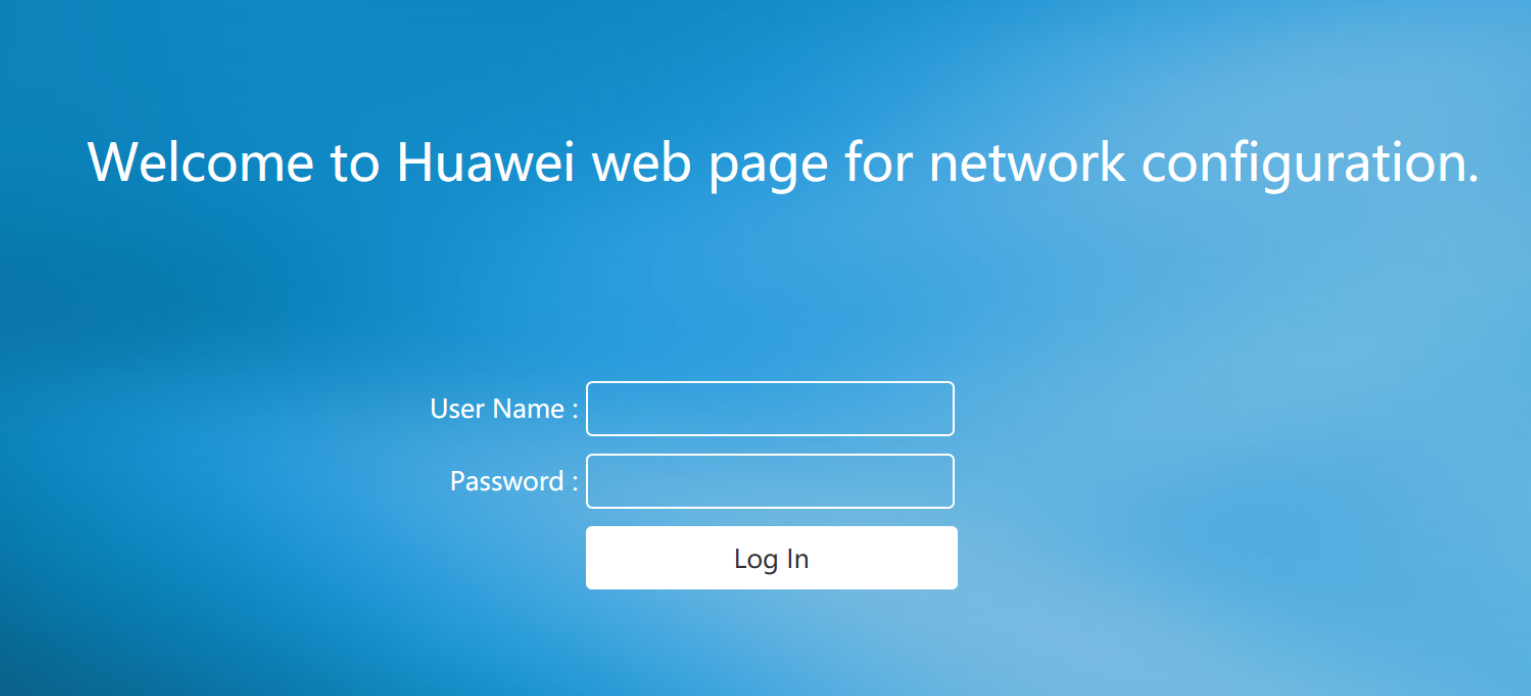 Welcome to Huawei web page for network configuration.
User Name :
Password :
Log In